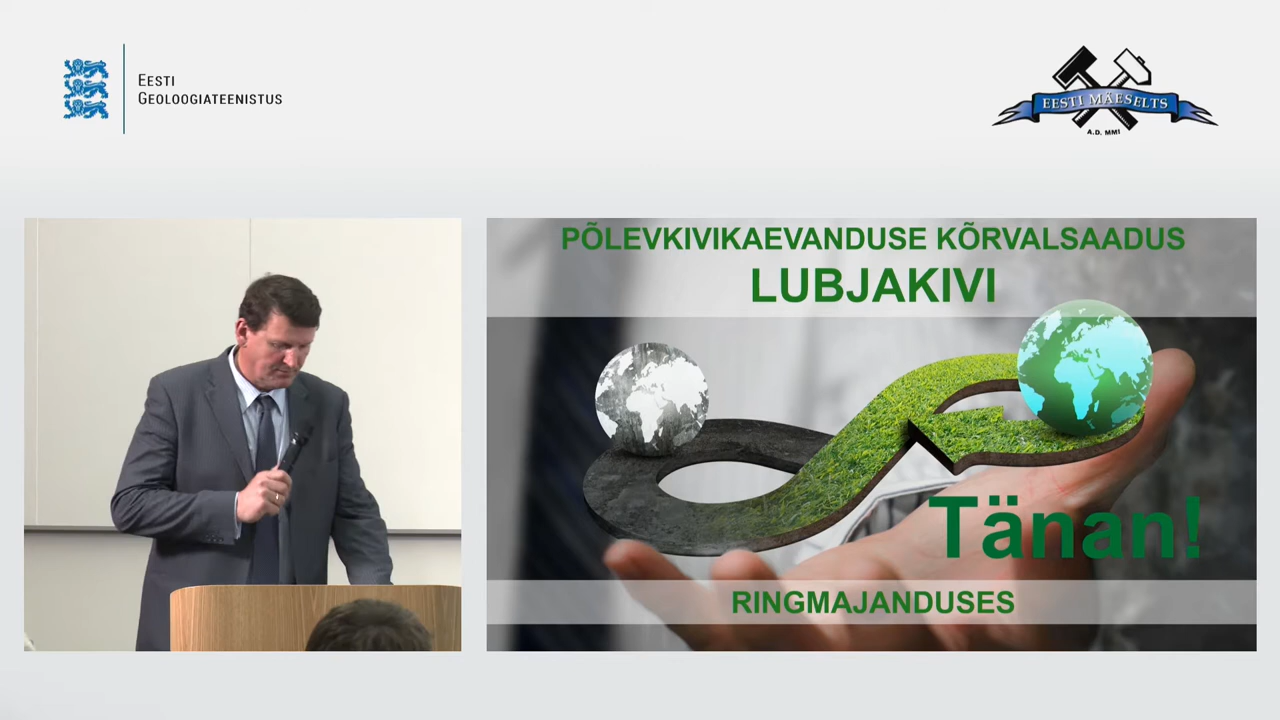 EESTI
GEOLOOGIATEENISTUS
EESTI MÄESELTS
A.D. MMI
PÕLEVKIVIKAEVANDUSE KÕRVALSAADUS
LUBJAKIVI
Tänan!
RINGMAJANDUSES